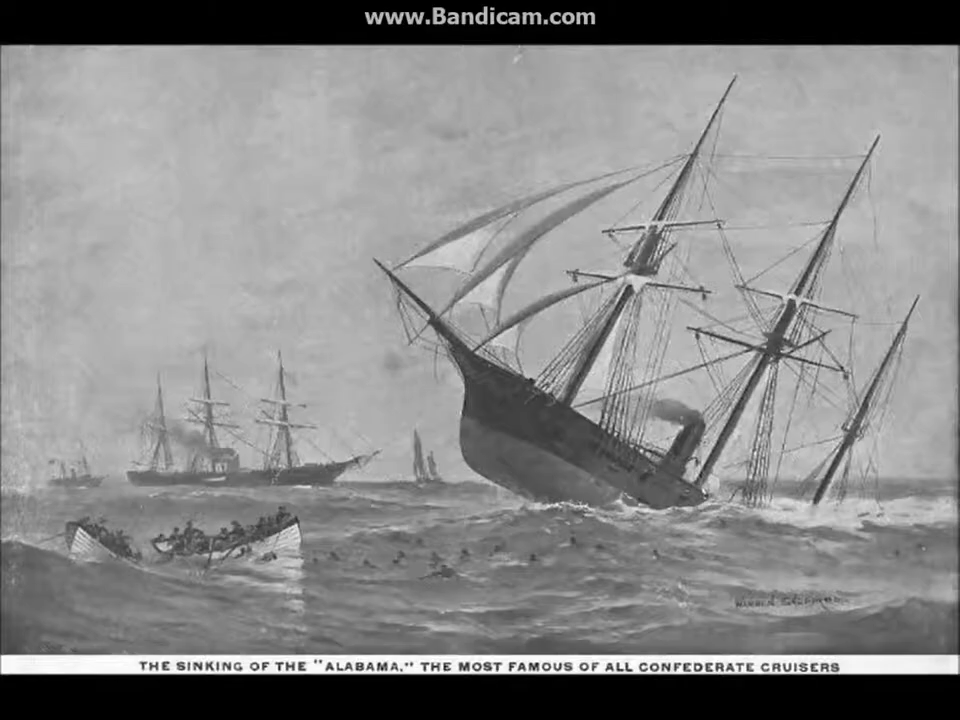 www.Bandicam.com
THE SINKING OF THE "ALABAMA," THE MOST FAMOUS OF ALL CONFEDERATE CRUISERS